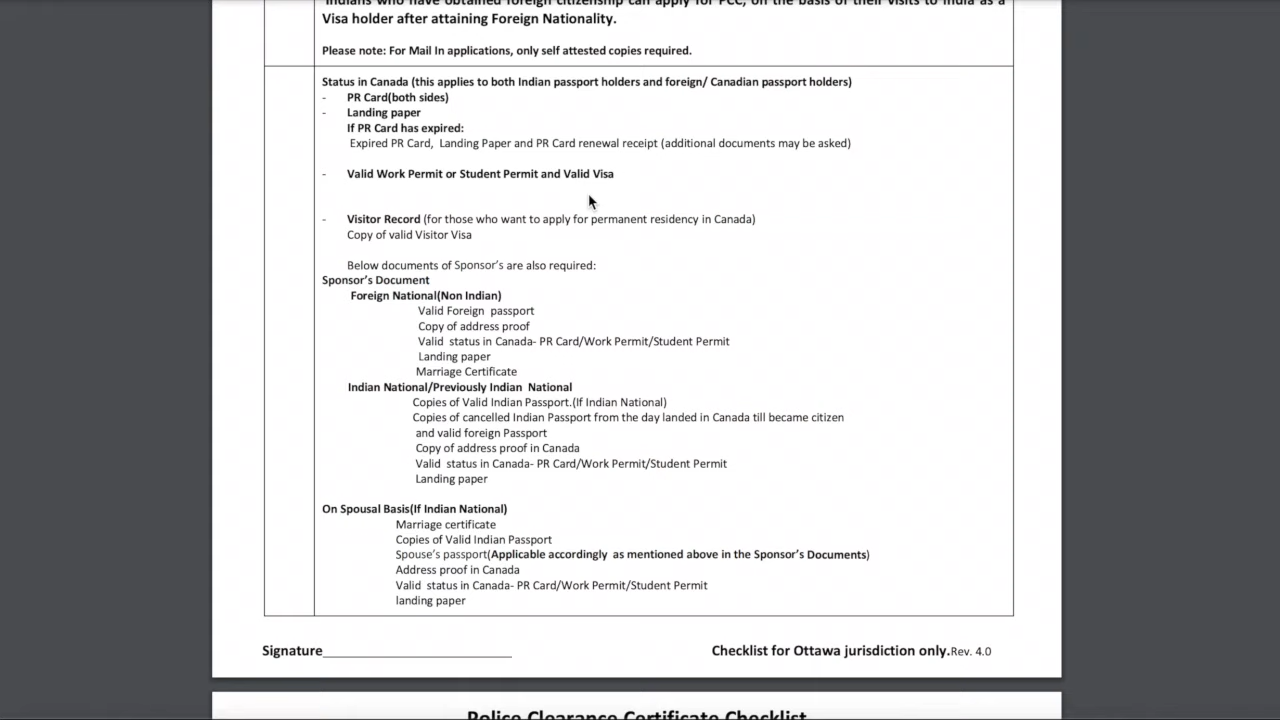 Indians who have obtained foreign citizenship can apply for PCC, on the basis of their visits to India as a
Visa holder after attaining Foreign Nationality.
Please note: For Mail In applications, only self attested copies required.
Status in Canada (this applies to both Indian passport holders and foreign/ Canadian passport holders)
- PR Card(both sides)
- Landing paper
If PR Card has expired:
Expired PR Card, Landing Paper and PR Card renewal receipt (additional documents may be asked)
- Valid Work Permit or Student Permit and Valid Visa
- Visitor Record (for those who want to apply for permanent residency in Canada)
Copy of valid Visitor Visa
Below documents of Sponsor's are also required:
Sponsor's Document
Foreign National(Non Indian)
Valid Foreign passport
Copy of address proof
Valid status in Canada- PR Card/Work Permit/Student Permit
Landing paper
Marriage Certificate
Indian National/Previously Indian National
Copies of Valid Indian Passport.(If Indian National)
Copies of cancelled Indian Passport from the day landed in Canada till became citizen
and valid foreign Passport
Copy of address proof in Canada
Valid status in Canada- PR Card/Work Permit/Student Permit
Landing paper
On Spousal Basis(If Indian National)
Marriage certificate
Copies of Valid Indian Passport
Spouse's passport(Applicable accordingly as mentioned above in the Sponsor's Documents)
Address proof in Canada
Valid status in Canada- PR Card/Work Permit/Student Permit
landing paper
Signature__________________________ Checklist for Ottawa jurisdiction only.Rev. 4.0
Police Clearance Certificate Checklist